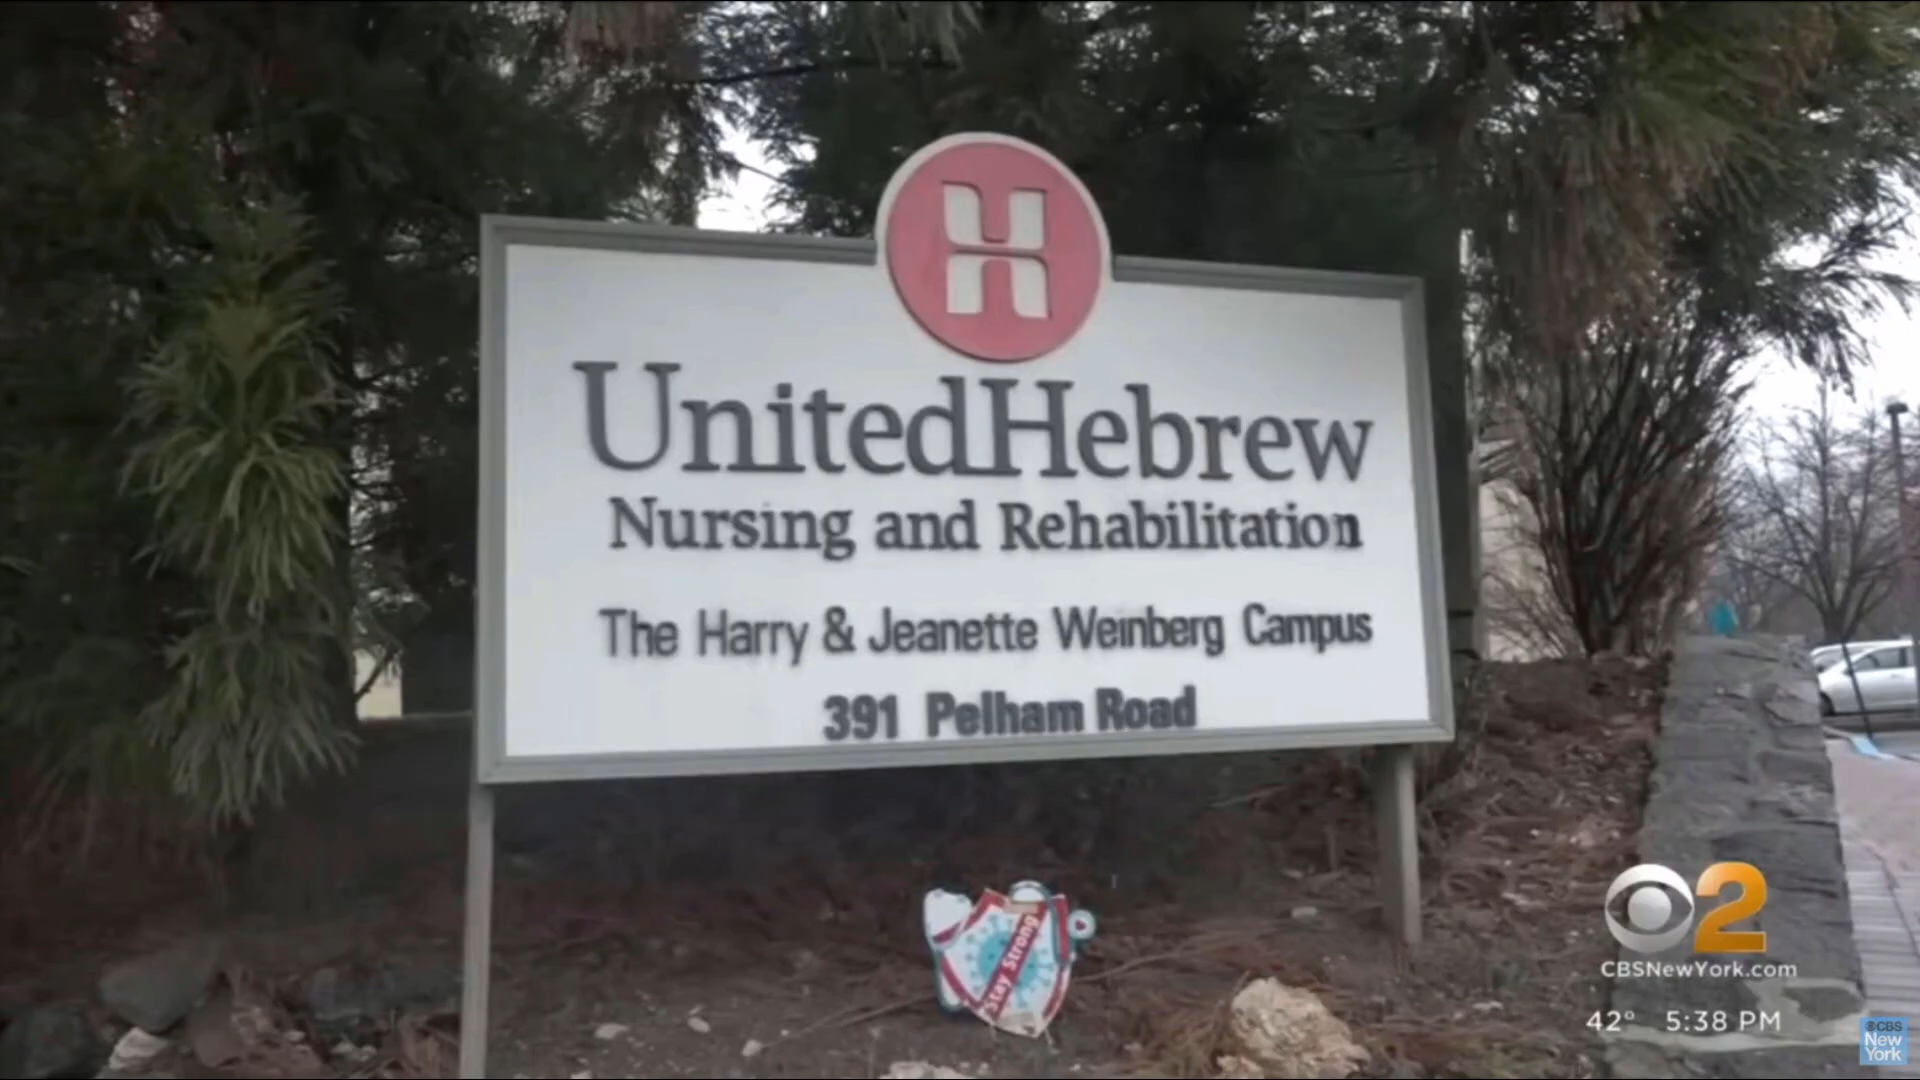 H
UnitedHebrew
Nursing and Rehabilitation
The Harry & Jeanette Weinberg Campus
391 Pelham Road
Stay Strong
2
CBSNewYork.com
42° 5:38 PM
CBS
New
York